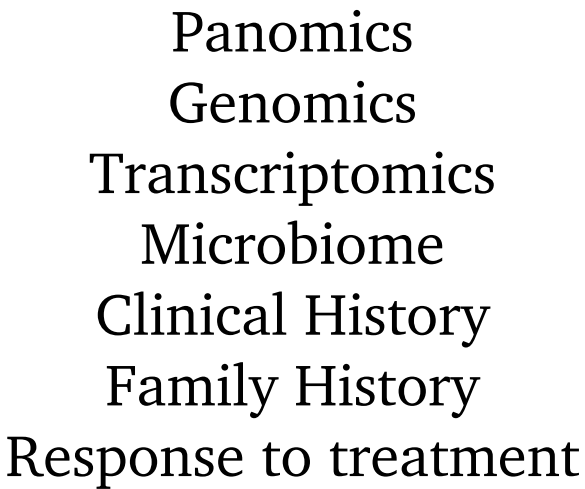 Panomics
Genomics
Transcriptomics
Microbiome
Clinical History
Family History
Response to treatment